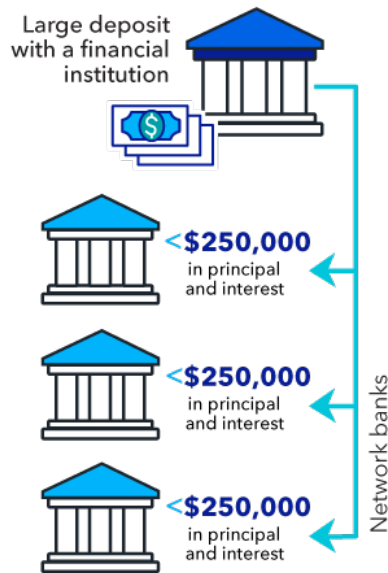 Large deposit
with a financial
institution
$
<$250,000
in principal
and interest
<$250,000
in principal
and interest
<$250,000
in principal
and interest
Network banks